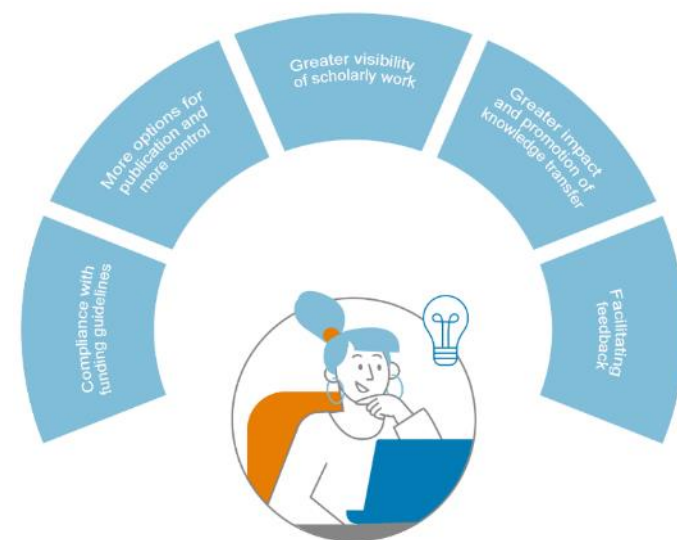 Compliance with
funding guidelines
More options for
publication and
more control
Greater visibility
of scholarly work
Greater impact
and promotion of
knowledge transfer
Facilitating
feedback